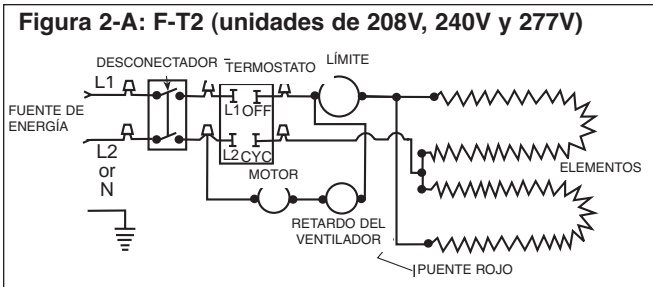 Figura 2-A: F-T2 (unidades de 208V, 240V y 277V)
DESCONECTADOR
TERMOSTATO
LÍMITE
L1
L1 OFF
FUENTE DE
ENERGÍA
L2
or
N
L2 CYC
MOTOR
ELEMENTOS
RETARDO DEL
VENTILADOR
PUENTE ROJO